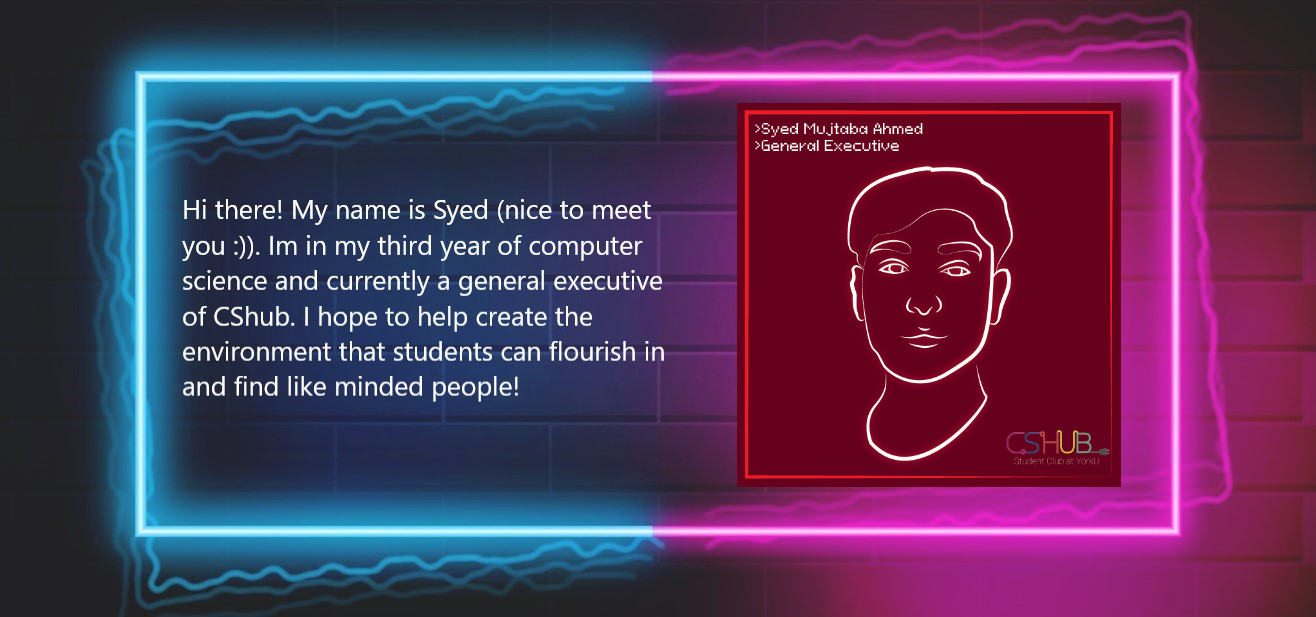 Hi there! My name is Syed (nice to meet
you :)). Im in my third year of computer
science and currently a general executive
of CShub. I hope to help create the
environment that students can flourish in
and find like minded people!
>Syed Mujtaba Ahmed
>General Executive
CSHUB
Student Club at YorkU